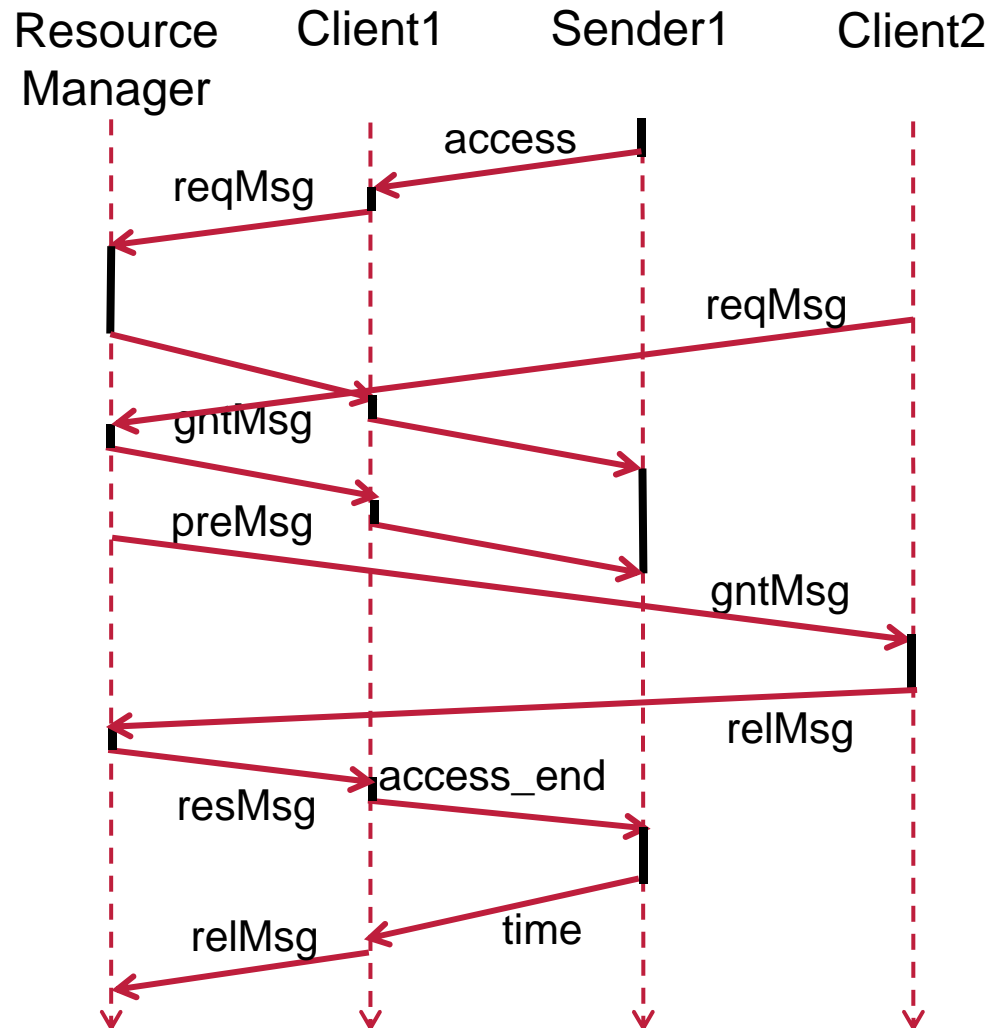 Resource
Manager
Client1
Sender1
Client2
access
reqMsg
reqMsg
gntMsg
preMsg
gntMsg
relMsg
access_end
resMsg
time
relMsg